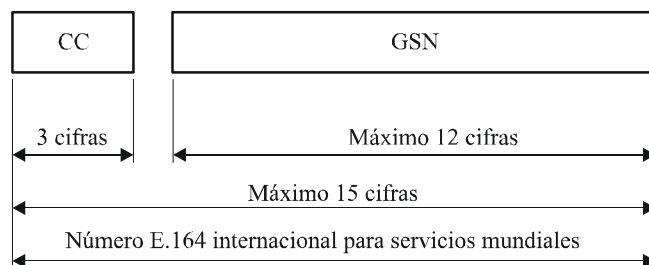 CC
GSN
3 cifras
Máximo 12 cifras
Máximo 15 cifras
Número E.164 internacional para servicios mundiales